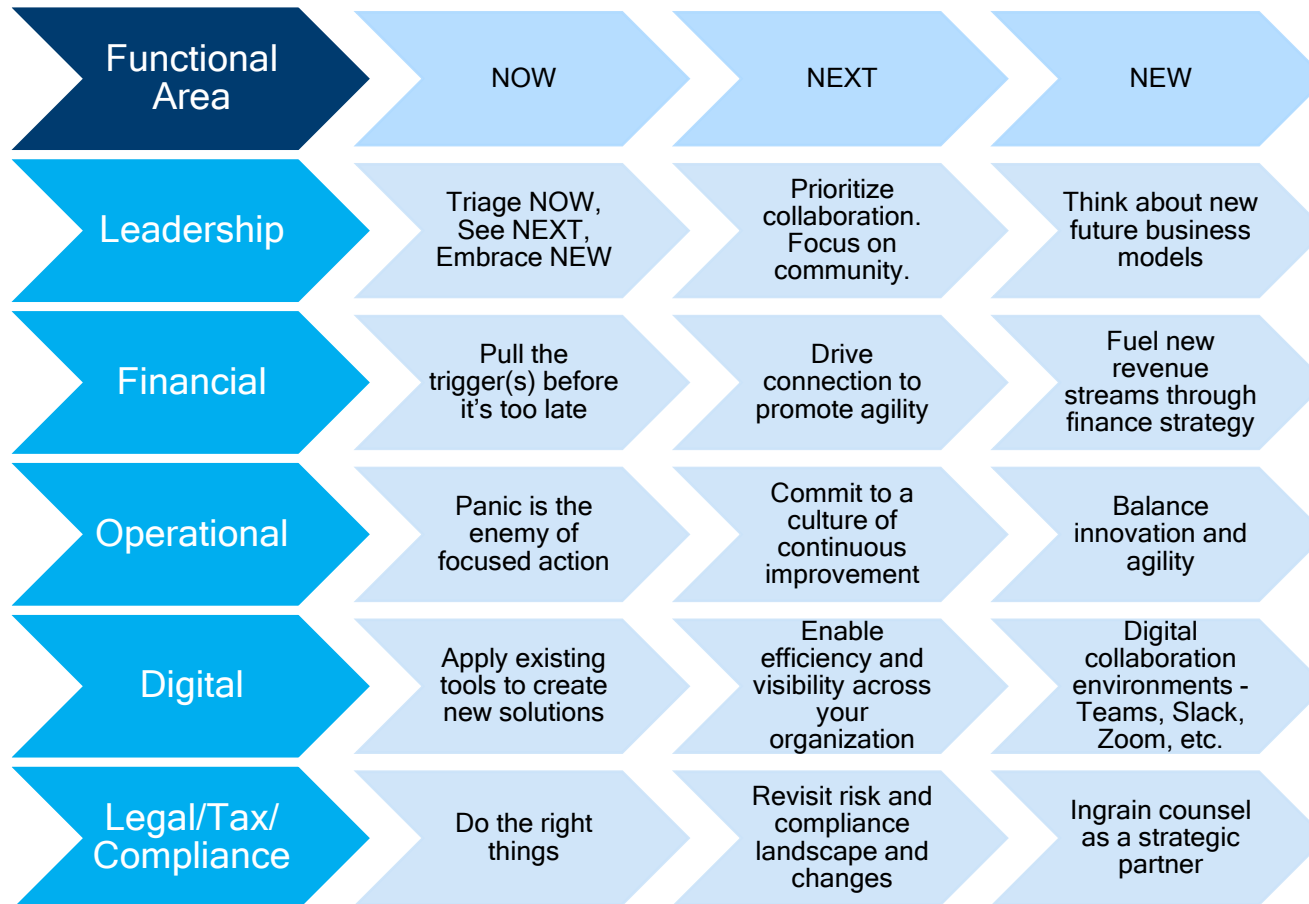 Functional
Area
NOW
NEXT
NEW
Leadership
Triage NOW,
See NEXT,
Embrace NEW
Prioritize
collaboration.
Focus on
community.
Think about new
future business
models
Financial
Pull the
trigger(s) before
it's too late
Drive
connection to
promote agility
Fuel new
revenue
streams through
finance strategy
Operational
Panic is the
enemy of
focused action
Commit to a
culture of
continuous
improvement
Balance
innovation and
agility
Digital
Apply existing
tools to create
new solutions
Enable
efficiency and
visibility across
your
organization
Digital
collaboration
environments -
Teams, Slack,
Zoom, etc.
Legal/Tax/
Compliance
Do the right
things
Revisit risk and
compliance
landscape and
changes
Ingrain counsel
as a strategic
partner